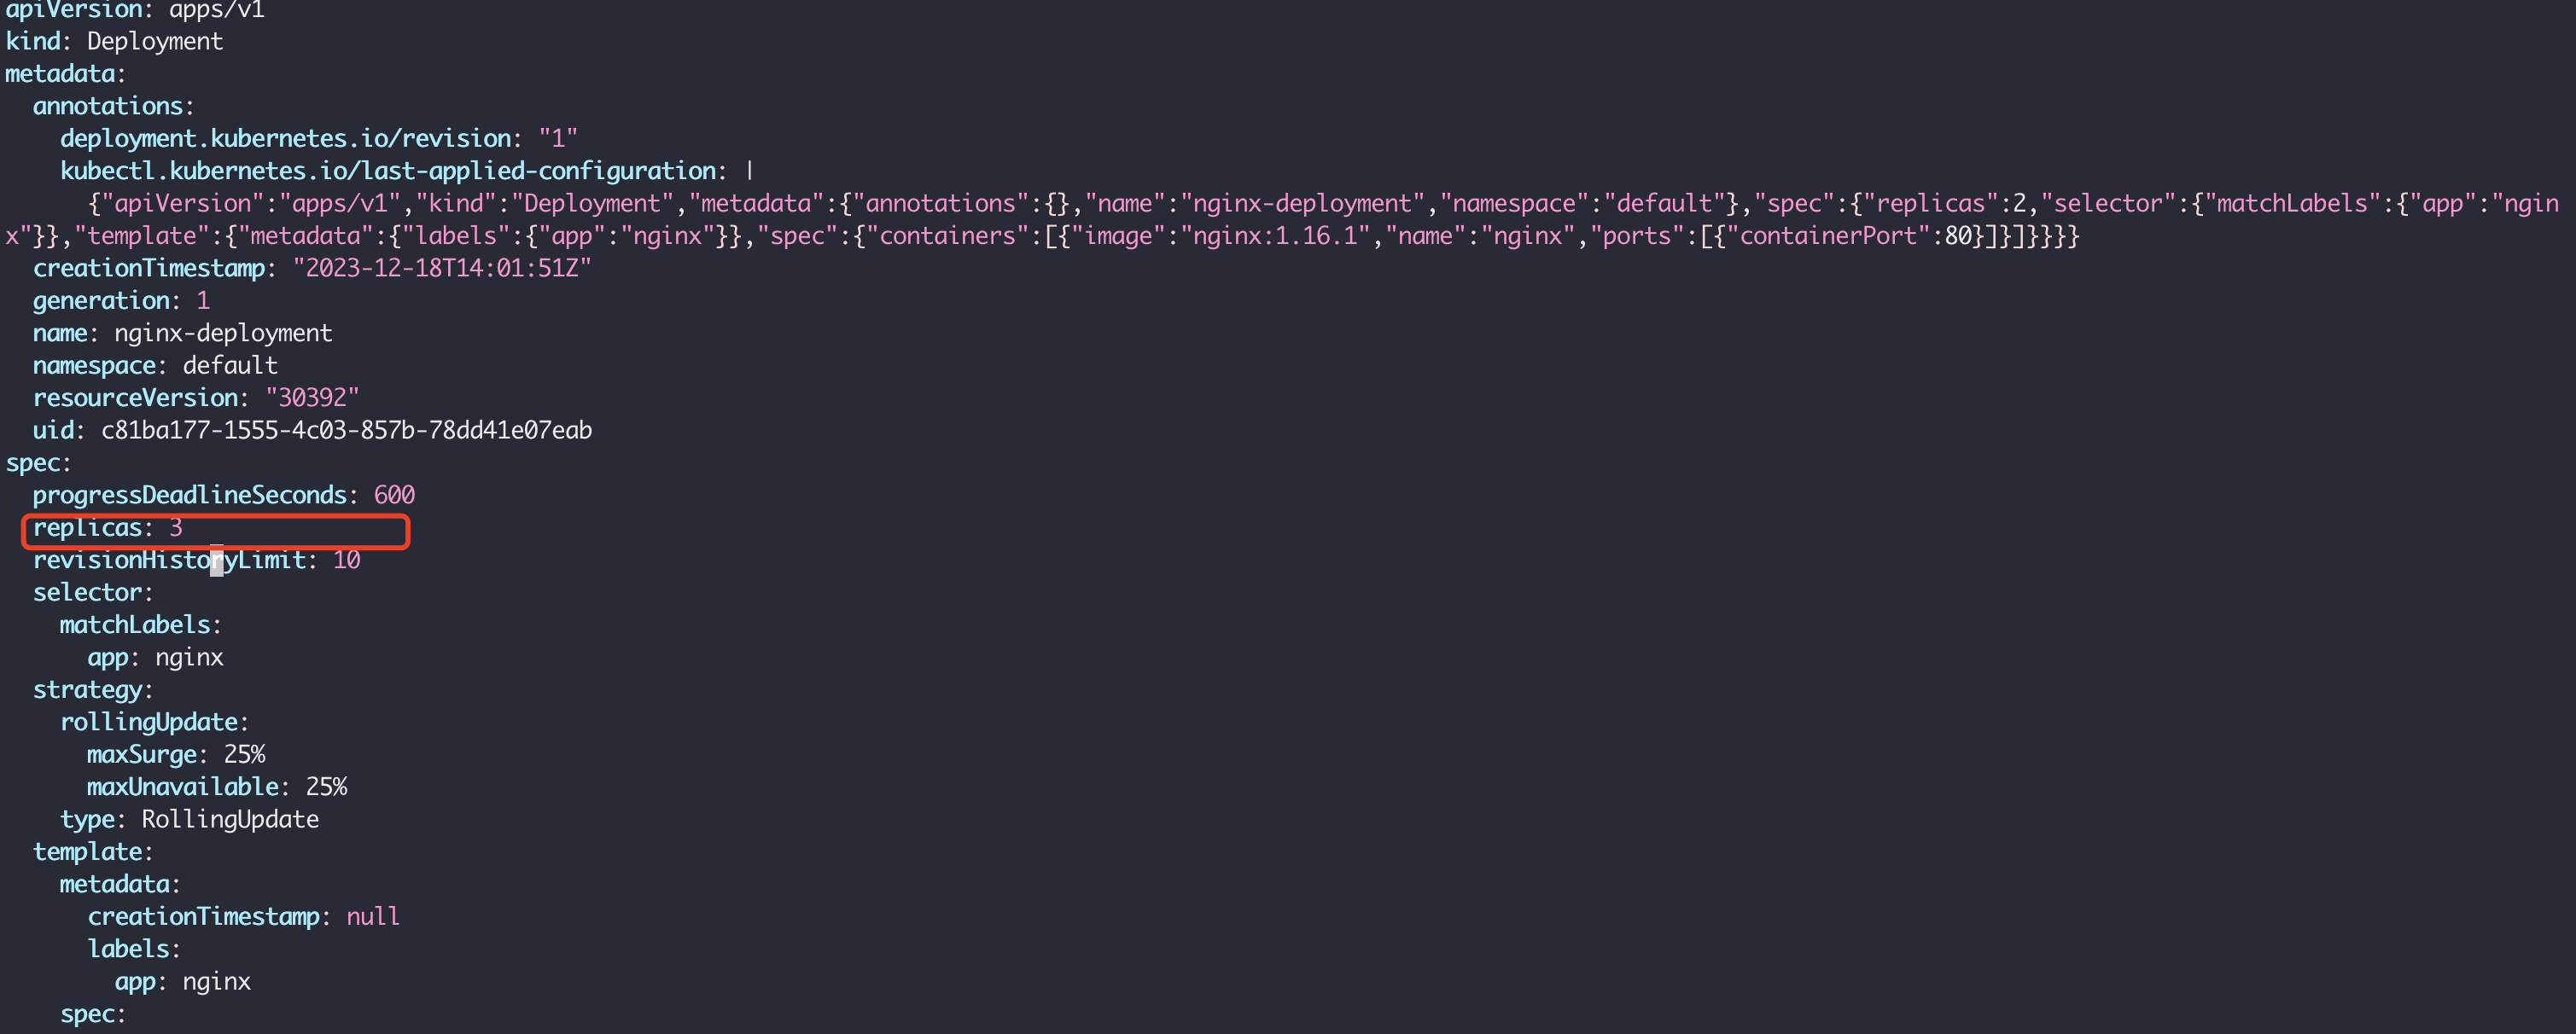 apiVersion: apps/v1
kind: Deployment
metadata:
  annotations:
    deployment.kubernetes.io/revision: "1"
    kubectl.kubernetes.io/last-applied-configuration: |
      {"apiVersion":"apps/v1","kind":"Deployment","metadata":{"annotations":{},"name":"nginx-deployment","namespace":"default"},"spec":{"replicas":2,"selector":{"matchLabels":{"app":"ngin
x"}},"template":{"metadata":{"labels":{"app":"nginx"}},"spec":{"containers":[{"image":"nginx:1.16.1","name":"nginx","ports":[{"containerPort":80}]}]}}}}
  creationTimestamp: "2023-12-18T14:01:51Z"
  generation: 1
  name: nginx-deployment
  namespace: default
  resourceVersion: "30392"
  uid: c81ba177-1555-4c03-857b-78dd41e07eab
spec:
  progressDeadlineSeconds: 600
  replicas: 3
  revisionHistoryLimit: 10
  selector:
    matchLabels:
      app: nginx
  strategy:
    rollingUpdate:
      maxSurge: 25%
      maxUnavailable: 25%
    type: RollingUpdate
  template:
    metadata:
      creationTimestamp: null
      labels:
        app: nginx
    spec: